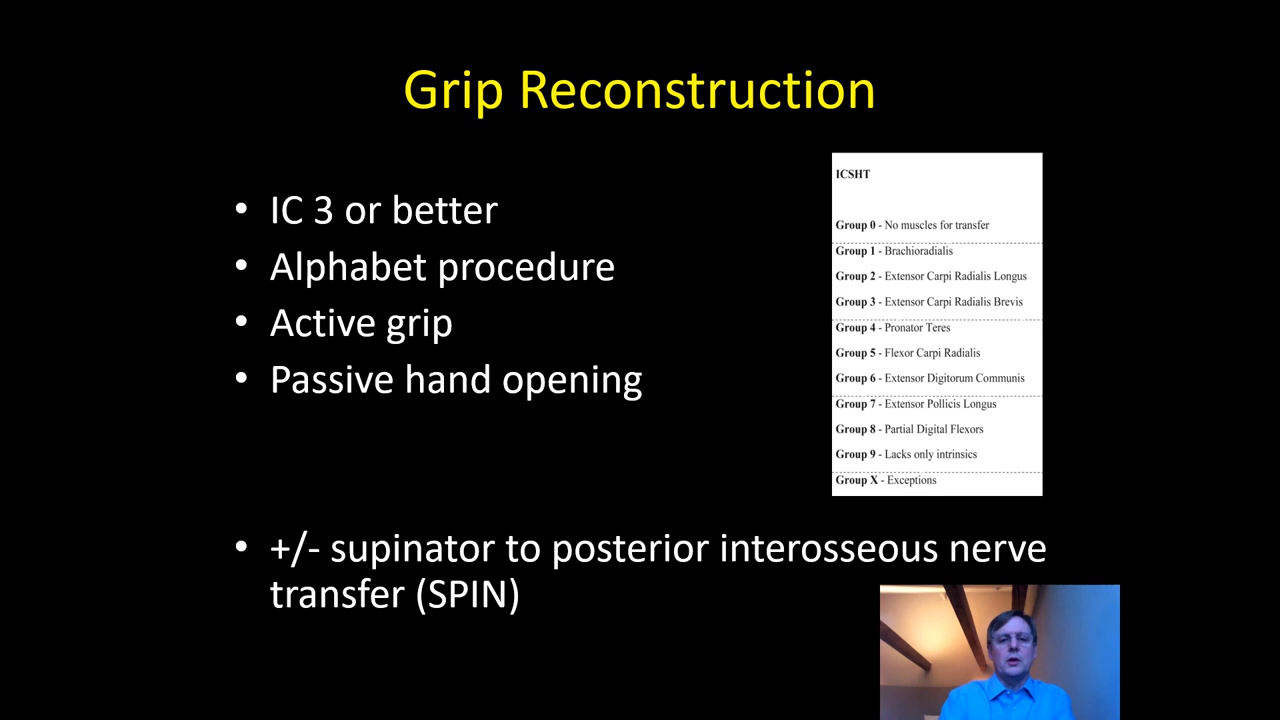 Grip Reconstruction
• IC 3 or better
• Alphabet procedure
• Active grip
• Passive hand opening
• +/- supinator to posterior interosseous nerve
transfer (SPIN)
ICSHT
Group 0 - No muscles for transfer
Group 1 - Brachioradialis
Group 2 - Extensor Carpi Radialis Longus
Group 3 - Extensor Carpi Radialis Brevis
Group 4 - Pronator Teres
Group 5 - Flexor Carpi Radialis
Group 6 - Extensor Digitorum Communis
Group 7 - Extensor Pollicis Longus
Group 8 - Partial Digital Flexors
Group 9 - Lacks only intrinsics
Group X - Exceptions